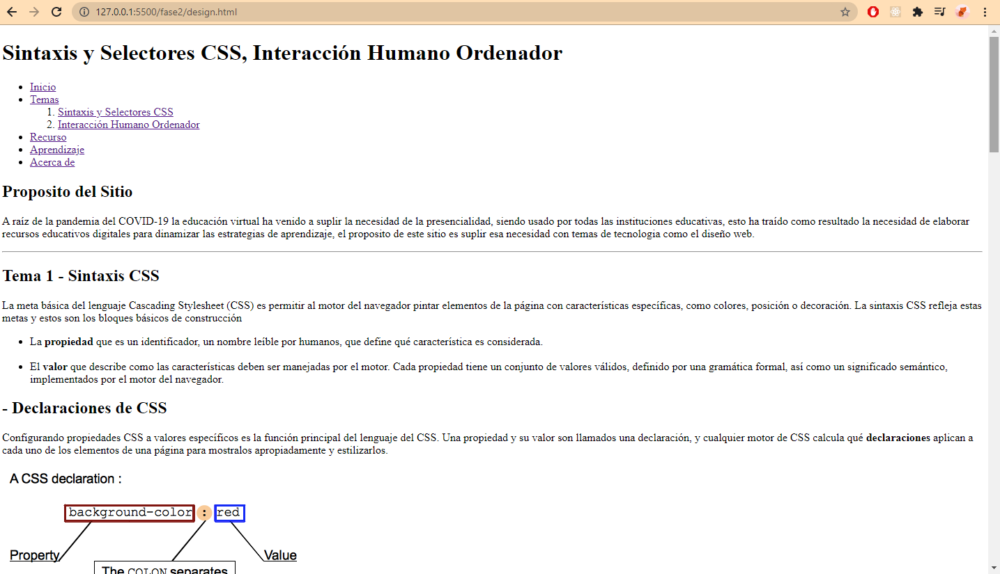 127.0.0.1:5500/fase2/design.html
Sintaxis y Selectores CSS, Interacción Humano Ordenador
• Inicio
• Temas
1. Sintaxis y Selectores CSS
2. Interacción Humano Ordenador
• Recurso
• Aprendizaje
• Acerca de
Proposito del Sitio
A raíz de la pandemia del COVID-19 la educación virtual ha venido a suplir la necesidad de la presencialidad, siendo usado por todas las instituciones educativas, esto ha traído como resultado la necesidad de elaborar
recursos educativos digitales para dinamizar las estrategias de aprendizaje, el proposito de este sitio es suplir esa necesidad con temas de tecnología como el diseño web.
Tema 1 - Sintaxis CSS
La meta básica del lenguaje Cascading Stylesheet (CSS) es permitir al motor del navegador pintar elementos de la página con características específicas, como colores, posición o decoración. La sintaxis CSS refleja estas
metas y estos son los bloques básicos de construcción
• La propiedad que es un identificador, un nombre leíble por humanos, que define qué característica es considerada.
• El valor que describe como las características deben ser manejadas por el motor. Cada propiedad tiene un conjunto de valores válidos, definido por una gramática formal, así como un significado semántico,
implementados por el motor del navegador.
- Declaraciones de CSS
Configurando propiedades CSS a valores específicos es la función principal del lenguaje del CSS. Una propiedad y su valor son llamados una declaración, y cualquier motor de CSS calcula qué declaraciones aplican a
cada uno de los elementos de una página para mostralos apropiadamente y estilizarlos.
A CSS declaration :
background-color : red
Property Value
The COLON separates